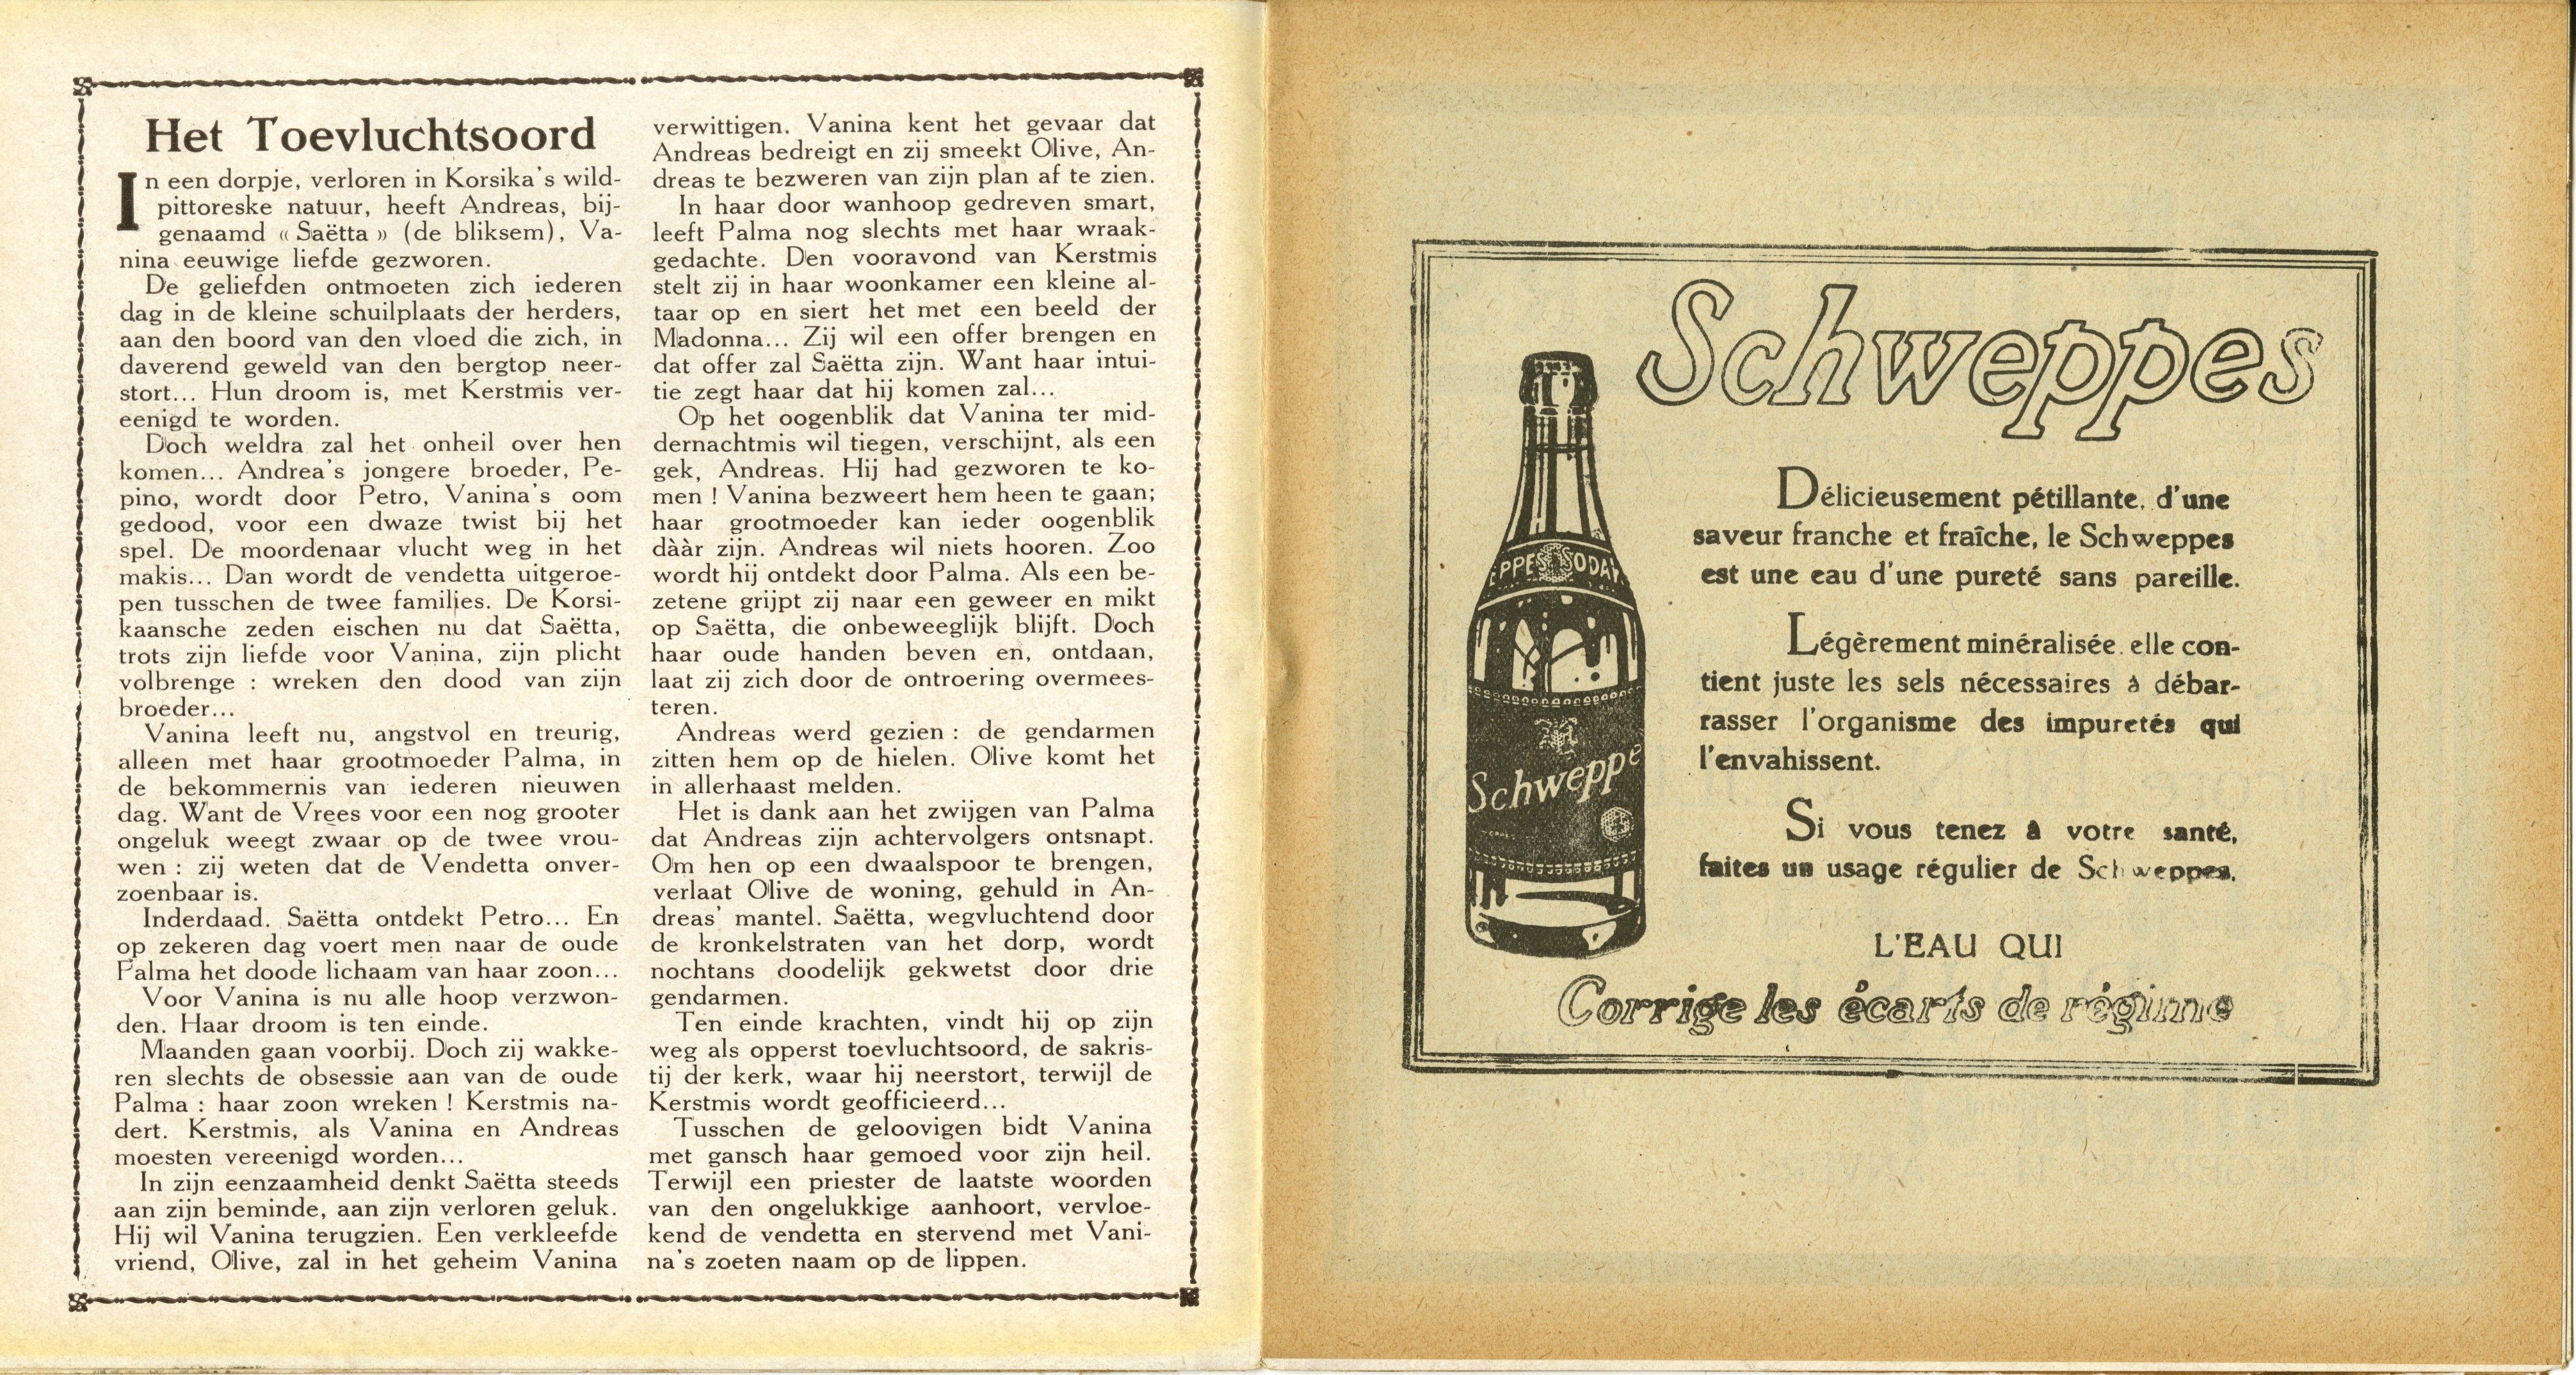 Het Toevluchtsoord
In een dorpje, verloren in Korsika's wild-
pittoreske natuur, heeft Andreas, bij-
genaamd « Saëtta » (de bliksem), Va-
nina eeuwige liefde gezworen.
De geliefden ontmoeten zich iederen
dag in de kleine schuilplaats der herders,
aan den boord van den vloed die zich, in
daverend geweld van den bergtop neer-
stort... Hun droom is, met Kerstmis ver-
eenigd te worden.
Doch weldra zal het onheil over hen
komen... Andrea's jongere broeder, Pe-
pino, wordt door Petro, Vanina's oom
gedood, voor een dwaze twist bij het
spel. De moordenaar vlucht weg in het
makis... Dan wordt de vendetta uitgeroe-
pen tusschen de twee families. De Korsi-
kaansche zeden eischen nu dat Saëtta,
trots zijn liefde voor Vanina, zijn plicht
volbrenge : wreken den dood van zijn
broeder...
Vanina leeft nu, angstvol en treurig,
alleen met haar grootmoeder Palma, in
de bekommernis van iederen nieuwen
dag. Want de Vrees voor een nog grooter
ongeluk weegt zwaar op de twee vrou-
wen : zij weten dat de Vendetta onver-
zoenbaar is.
Inderdaad. Saëtta ontdekt Petro... En
op zekeren dag voert men naar de oude
Palma het doode lichaam van haar zoon...
Voor Vanina is nu alle hoop verzwon-
den. Haar droom is ten einde.
Maanden gaan voorbij. Doch zij wakke-
ren slechts de obsessie aan van de oude
Palma : haar zoon wreken ! Kerstmis na-
dert. Kerstmis, als Vanina en Andreas
moesten vereenigd worden...
In zijn eenzaamheid denkt Saëtta steeds
aan zijn beminde, aan zijn verloren geluk.
Hij wil Vanina terugzien. Een verkleefde
vriend, Olive, zal in het geheim Vanina
verwittigen. Vanina kent het gevaar dat
Andreas bedreigt en zij smeekt Olive, An-
dreas te bezweren van zijn plan af te zien.
In haar door wanhoop gedreven smart,
leeft Palma nog slechts met haar wraak-
gedachte. Den vooravond van Kerstmis
stelt zij in haar woonkamer een kleine al-
taar op en siert het met een beeld der
Madonna... Zij wil een offer brengen en
dat offer zal Saëtta zijn. Want haar intui-
tie zegt haar dat hij komen zal...
Op het oogenblik dat Vanina ter mid-
dernachtmis wil tiegen, verschijnt, als een
gek, Andreas. Hij had gezworen te ko-
men ! Vanina bezweert hem heen te gaan;
haar grootmoeder kan ieder oogenblik
dààr zijn. Andreas wil niets hooren. Zoo
wordt hij ontdekt door Palma. Als een be-
zetene grijpt zij naar een geweer en mikt
op Saëtta, die onbeweeglijk blijft. Doch
haar oude handen beven en, ontdaan,
laat zij zich door de ontroering overmees-
teren.
Andreas werd gezien : de gendarmen
zitten hem op de hielen. Olive komt het
in allerhaast melden.
Het is dank aan het zwijgen van Palma
dat Andreas zijn achtervolgers ontsnapt.
Om hen op een dwaalspoor te brengen,
verlaat Olive de woning, gehuld in An-
dreas' mantel. Saëtta, wegvluchtend door
de kronkelstraten van het dorp, wordt
nochtans doodelijk gekwetst door drie
gendarmen.
Ten einde krachten, vindt hij op zijn
weg als opperst toevluchtsoord, de sakris-
tij der kerk, waar hij neerstort, terwijl de
Kerstmis wordt geofficieerd...
Tusschen de geloovigen bidt Vanina
met gansch haar gemoed voor zijn heil.
Terwijl een priester de laatste woorden
van den ongelukkige aanhoort, vervloe-
kend de vendetta en stervend met Vani-
na's zoeten naam op de lippen.
Schweppes
EPPES SODA
Schweppe
Délicieusement pétillante, d'une
saveur franche et fraîche, le Schweppes
est une eau d'une pureté sans pareille.
Légèrement minéralisée, elle con-
tient juste les sels nécessaires à débar-
rasser l'organisme des impuretés qui
l'envahissent.
Si vous tenez à votre santé,
faites un usage régulier de Schweppes.
L'EAU QUI
Corrige les écarts de régime